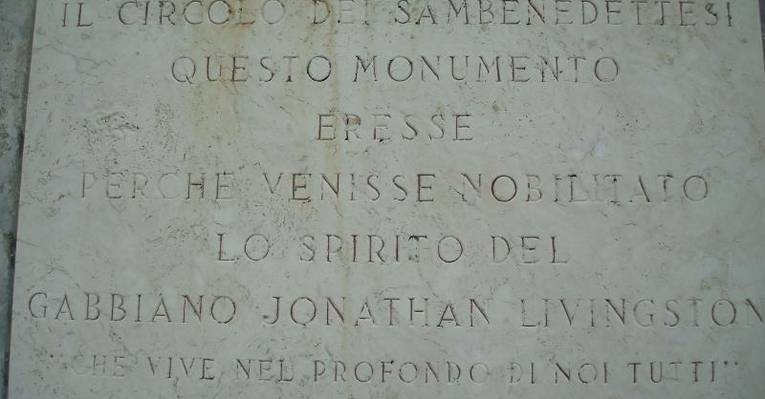 IL CIRCOLO DEI SAMBENEDETTESI
QUESTO MONUMENTO
ERESSE
PERCHE VENISSE NOBILITATO
LO SPIRITO DEL
GABBIANO JONATHAN LIVINGSTON
"CHE VIVE NEL PROFONDO DI NOI TUTTI"